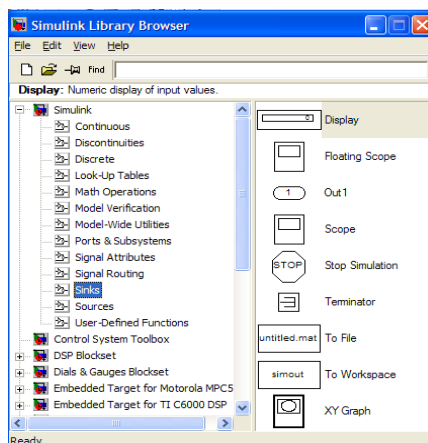 Simulink Library Browser
File Edit View Help
Find
Display: Numeric display of input values.
Simulink
Continuous
Discontinuities
Discrete
Look-Up Tables
Math Operations
Model Verification
Model-Wide Utilities
Ports & Subsystems
Signal Attributes
Signal Routing
Sinks
Sources
User-Defined Functions
Control System Toolbox
DSP Blockset
Dials & Gauges Blockset
Embedded Target for Motorola MPC5
Embedded Target for TI C6000 DSP
0 Display
Floating Scope
1 Out1
Scope
STOP Stop Simulation
Terminator
untitled.mat To File
simout To Workspace
XY Graph
Ready